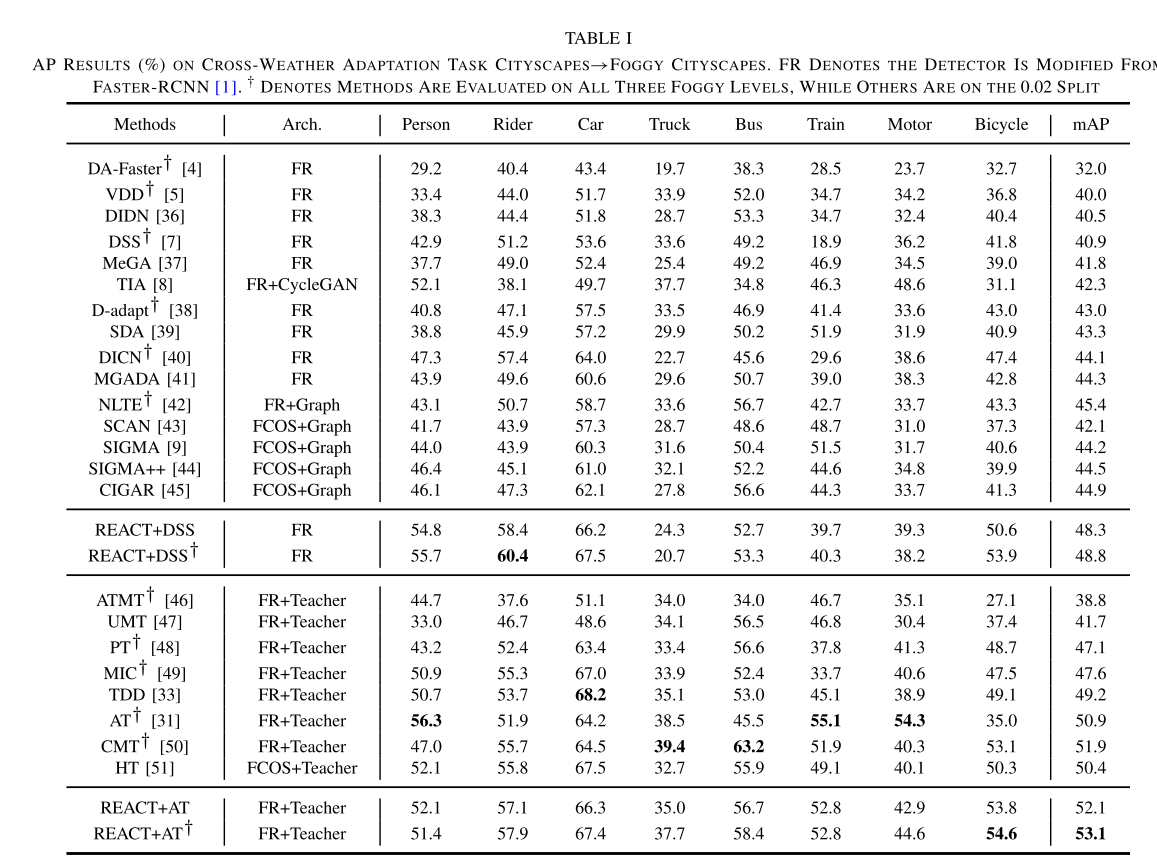 TABLE I
AP RESULTS (%) ON CROSS-WEATHER ADAPTATION TASK CITYSCAPES→FOGGY CITYSCAPES. FR DENOTES THE DETECTOR IS MODIFIED FROM
FASTER-RCNN [1]. † DENOTES METHODS ARE EVALUATED ON ALL THREE FOGGY LEVELS, WHILE OTHERS ARE ON THE 0.02 SPLIT
Methods Arch. Person Rider Car Truck Bus Train Motor Bicycle mAP
DA-Faster† [4] FR 29.2 40.4 43.4 19.7 38.3 28.5 23.7 32.7 32.0
VDD† [5] FR 33.4 44.0 51.7 33.9 52.0 34.7 34.2 36.8 40.0
DIDN [36] FR 38.3 44.4 51.8 28.7 53.3 34.7 32.4 40.4 40.5
DSS† [7] FR 42.9 51.2 53.6 33.6 49.2 18.9 36.2 41.8 40.9
MeGA [37] FR 37.7 49.0 52.4 25.4 49.2 46.9 34.5 39.0 41.8
TIA [8] FR+CycleGAN 52.1 38.1 49.7 37.7 34.8 46.3 48.6 31.1 42.3
D-adapt† [38] FR 40.8 47.1 57.5 33.5 46.9 41.4 33.6 43.0 43.0
SDA [39] FR 38.8 45.9 57.2 29.9 50.2 51.9 31.9 40.9 43.3
DICN† [40] FR 47.3 57.4 64.0 22.7 45.6 29.6 38.6 47.4 44.1
MGADA [41] FR 43.9 49.6 60.6 29.6 50.7 39.0 38.3 42.8 44.3
NLTE† [42] FR+Graph 43.1 50.7 58.7 33.6 56.7 42.7 33.7 43.3 45.4
SCAN [43] FCOS+Graph 41.7 43.9 57.3 28.7 48.6 48.7 31.0 37.3 42.1
SIGMA [9] FCOS+Graph 44.0 43.9 60.3 31.6 50.4 51.5 31.7 40.6 44.2
SIGMA++ [44] FCOS+Graph 46.4 45.1 61.0 32.1 52.2 44.6 34.8 39.9 44.5
CIGAR [45] FCOS+Graph 46.1 47.3 62.1 27.8 56.6 44.3 33.7 41.3 44.9
REACT+DSS FR 54.8 58.4 66.2 24.3 52.7 39.7 39.3 50.6 48.3
REACT+DSS† FR 55.7 60.4 67.5 20.7 53.3 40.3 38.2 53.9 48.8
ATMT† [46] FR+Teacher 44.7 37.6 51.1 34.0 34.0 46.7 35.1 27.1 38.8
UMT [47] FR+Teacher 33.0 46.7 48.6 34.1 56.5 46.8 30.4 37.4 41.7
PT† [48] FR+Teacher 43.2 52.4 63.4 33.4 56.6 37.8 41.3 48.7 47.1
MIC† [49] FR+Teacher 50.9 55.3 67.0 33.9 52.4 33.7 40.6 47.5 47.6
TDD [33] FR+Teacher 50.7 53.7 68.2 35.1 53.0 45.1 38.9 49.1 49.2
AT† [31] FR+Teacher 56.3 51.9 64.2 38.5 45.5 55.1 54.3 35.0 50.9
CMT† [50] FR+Teacher 47.0 55.7 64.5 39.4 63.2 51.9 40.3 53.1 51.9
HT [51] FCOS+Teacher 52.1 55.8 67.5 32.7 55.9 49.1 40.1 50.3 50.4
REACT+AT FR+Teacher 52.1 57.1 66.3 35.0 56.7 52.8 42.9 53.8 52.1
REACT+AT† FR+Teacher 51.4 57.9 67.4 37.7 58.4 52.8 44.6 54.6 53.1